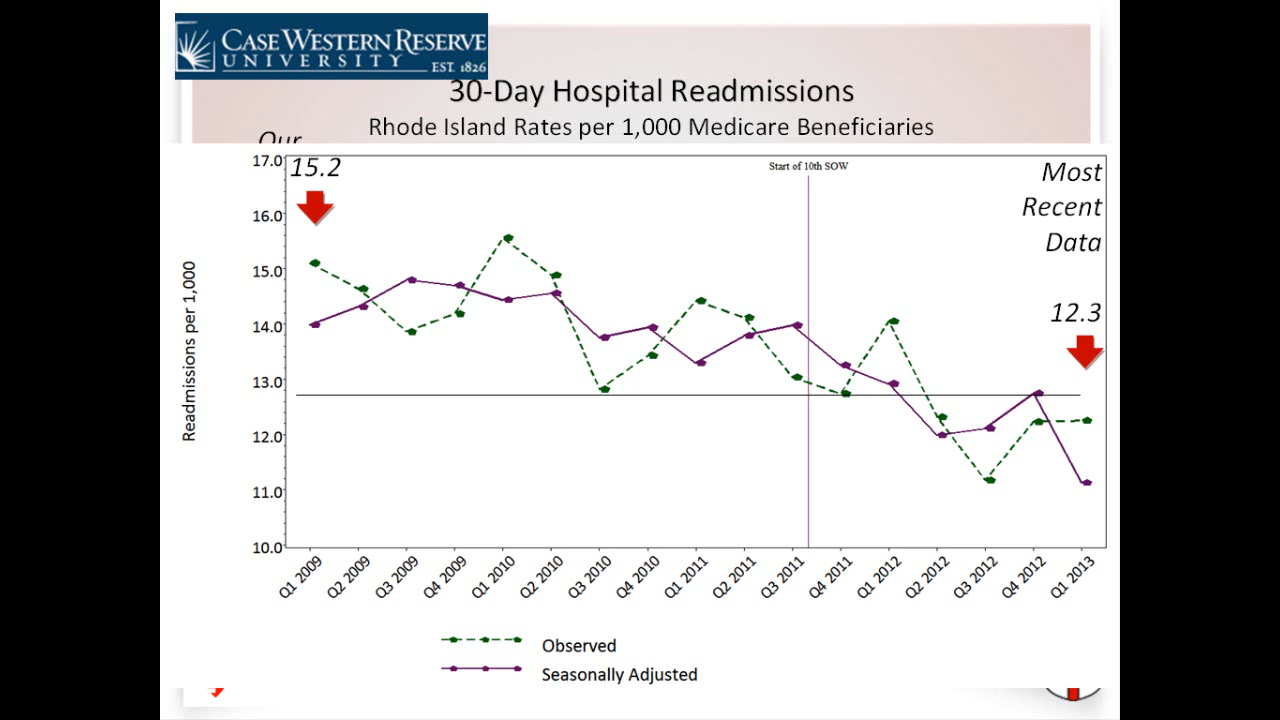 CASE WESTERN RESERVE
UNIVERSITY
EST. 1826
30-Day Hospital Readmissions
Rhode Island Rates per 1,000 Medicare Beneficiaries
Our
15.2
Start of 10th SOW
Most
Recent
Data
12.3
Readmissions per 1,000
17.0
16.0
15.0
14.0
13.0
12.0
11.0
10.0
Q1 2009
Q2 2009
Q3 2009
Q4 2009
Q1 2010
Q2 2010
Q3 2010
Q4 2010
Q1 2011
Q2 2011
Q3 2011
Q4 2011
Q1 2012
Q2 2012
Q3 2012
Q4 2012
Q1 2013
Observed
Seasonally Adjusted